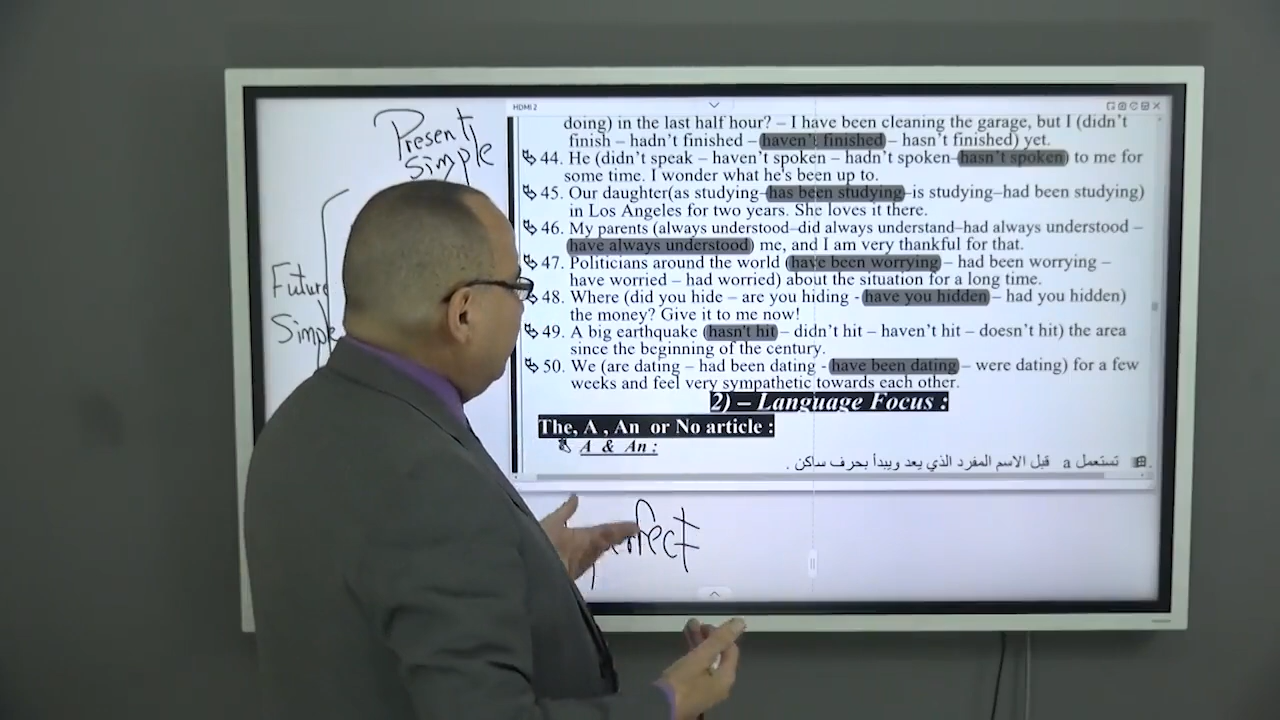 Present
Simple
Future
Simple
HDMI 2
doing) in the last half hour? – I have been cleaning the garage, but I (didn't
finish – hadn't finished – haven't finished – hasn't finished) yet.
44. He (didn't speak – haven't spoken – hadn't spoken– hasn't spoken) to me for
some time. I wonder what he's been up to.
45. Our daughter(as studying–has been studying–is studying–had been studying)
in Los Angeles for two years. She loves it there.
46. My parents (always understood–did always understand–had always understood –
have always understood) me, and I am very thankful for that.
47. Politicians around the world (have been worrying – had been worrying –
have worried – had worried) about the situation for a long time.
48. Where (did you hide – are you hiding - have you hidden – had you hidden)
the money? Give it to me now!
49. A big earthquake (hasn't hit – didn't hit – haven't hit – doesn't hit) the area
since the beginning of the century.
50. We (are dating – had been dating - have been dating – were dating) for a few
weeks and feel very sympathetic towards each other.
2) – Language Focus :
The, A , An or No article :
A & An :
تستعمل a قبل الاسم المفرد الذي يعد ويبدأ بحرف ساكن .